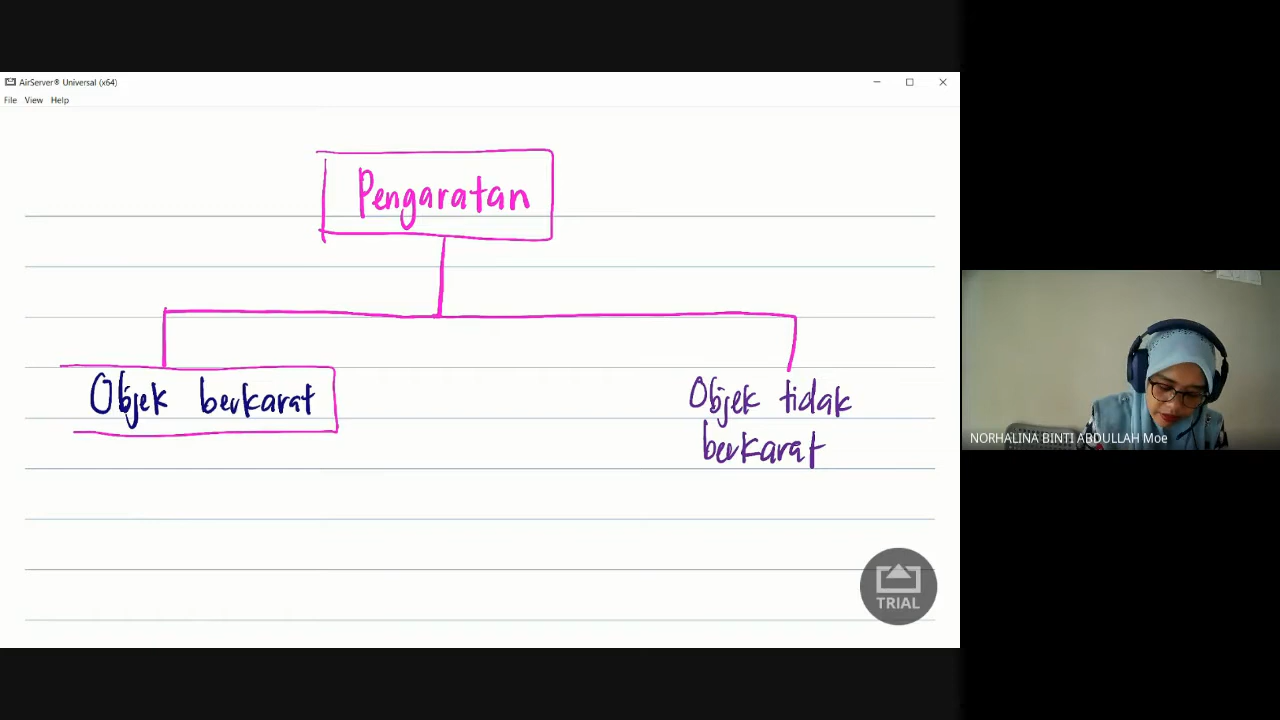 AirServer® Universal (x64)
File View Help
Pengaratan
Objek berkarat
Objek tidak
berkarat
TRIAL
NORHALINA BINTI ABDULLAH Moe